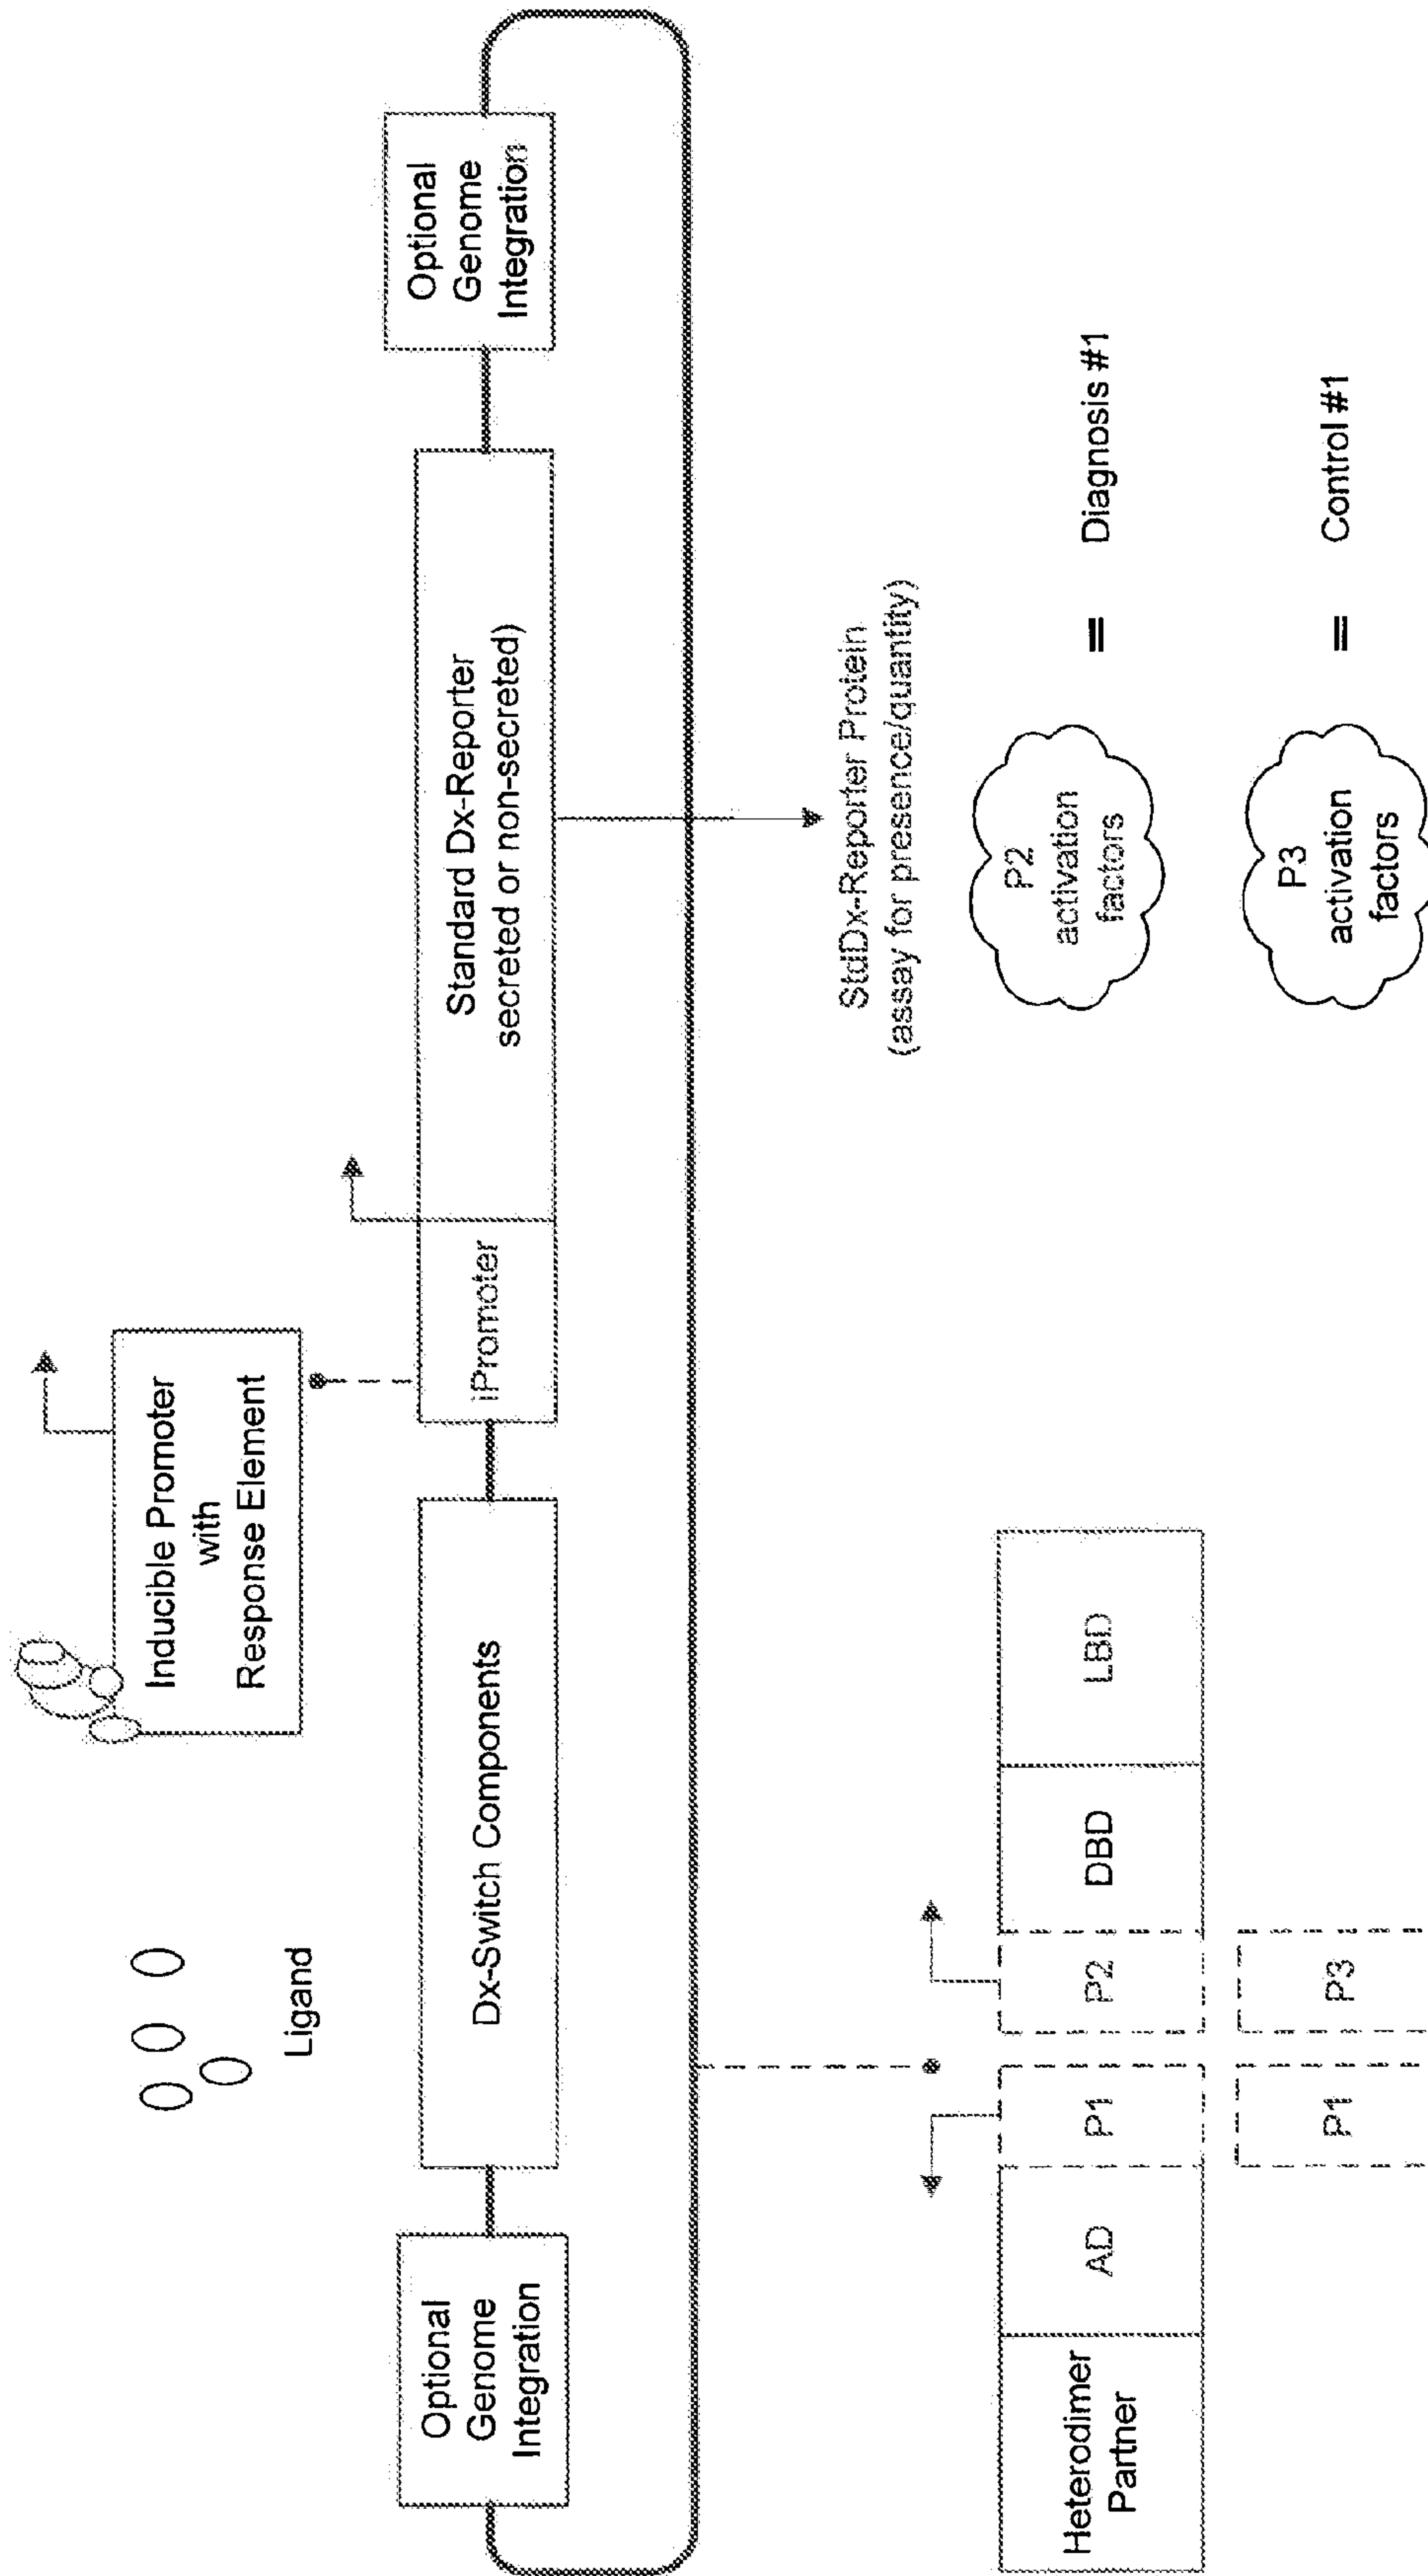 Inducible Promoter
with
Response Element
Ligand
Optional
Genome
Integration
Dx-Switch Components
iPromoter
Standard Dx-Reporter
secreted or non-secreted)
Optional
Genome
Integration
StdDx-Reporter Protein
(assay for presence/quantity)
Heterodimer
Partner
AD
P1
P2
DBD
LBD
P1
P3
P2
activation
factors
=
Diagnosis #1
P3
activation
factors
=
Control #1